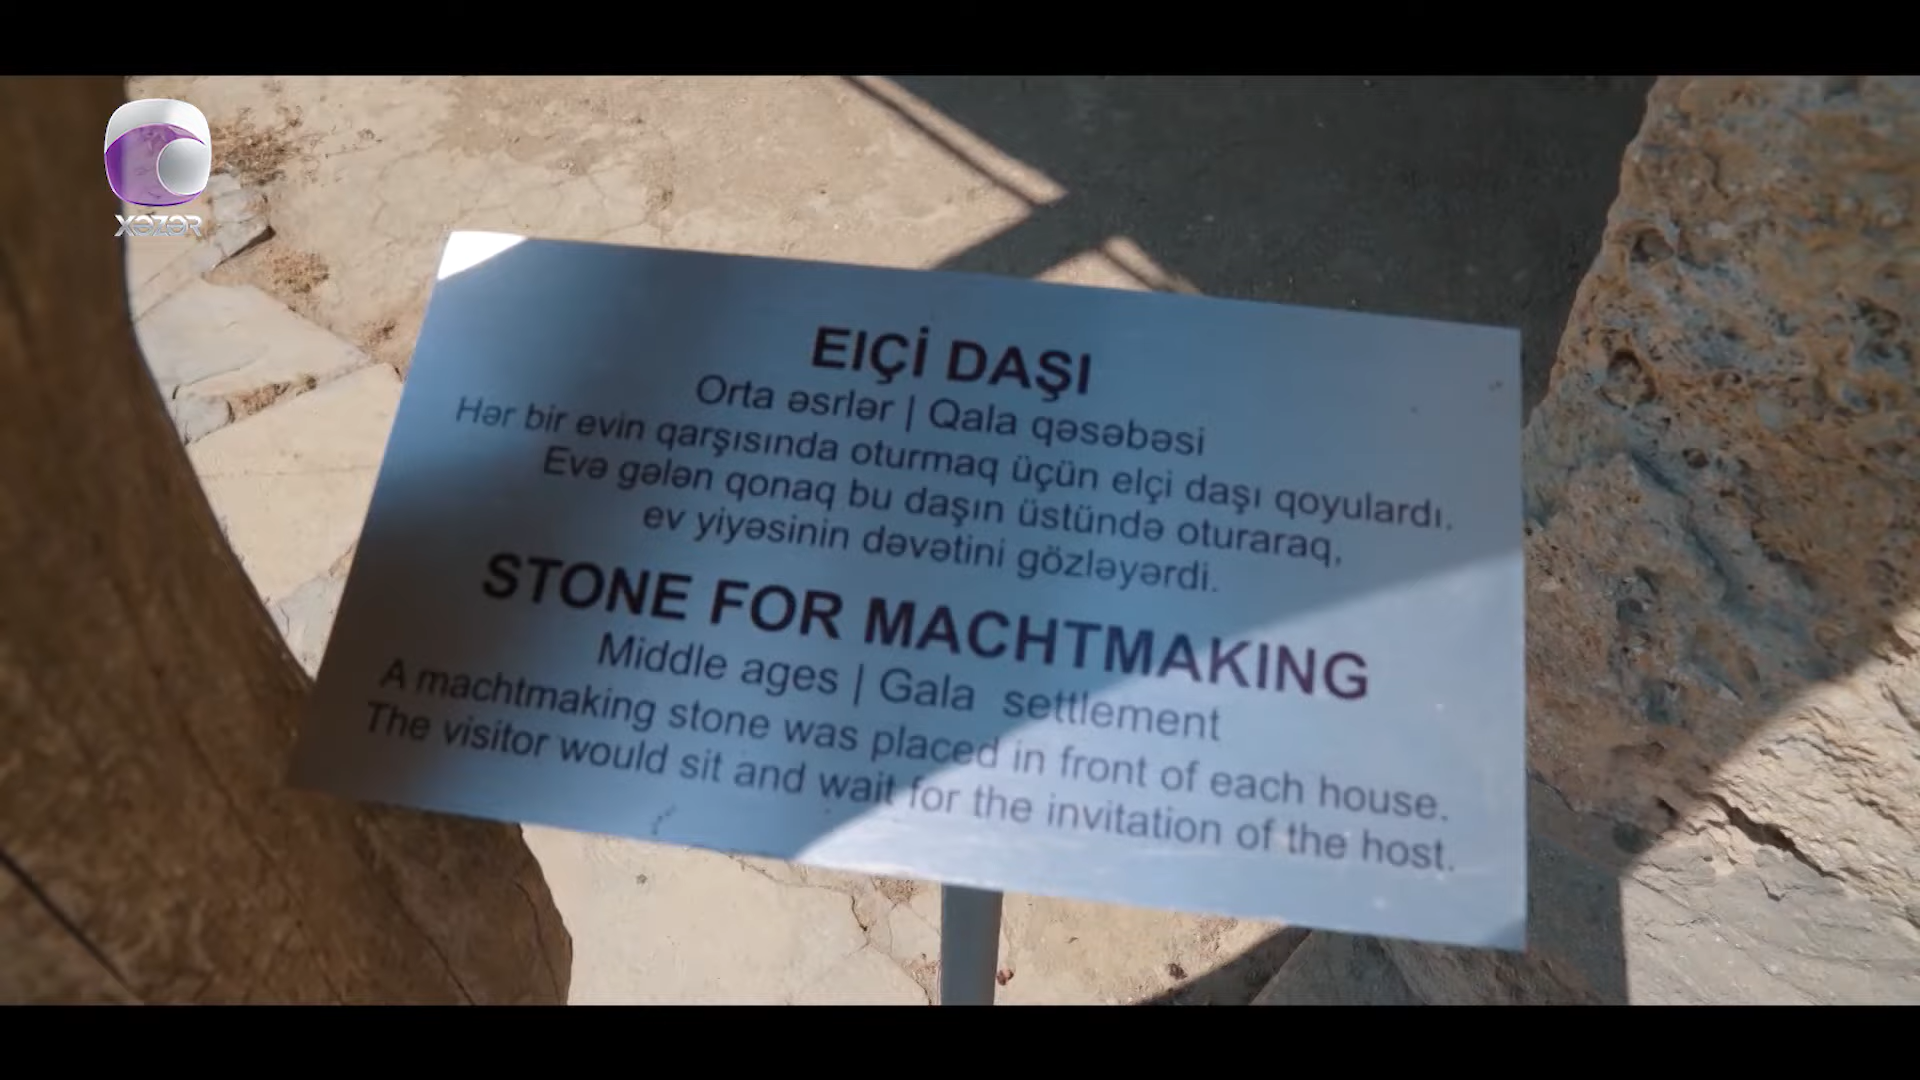 XƏZƏR
EIÇİ DAŞI
Orta əsrlər | Qala qəsəbəsi
Hər bir evin qarşısında oturmaq üçün elçi daşı qoyulardı.
Evə gələn qonaq bu daşın üstündə oturaraq,
ev yiyəsinin dəvətini gözləyərdi.
STONE FOR MACHTMAKING
Middle ages | Gala settlement
A machtmaking stone was placed in front of each house.
The visitor would sit and wait for the invitation of the host.